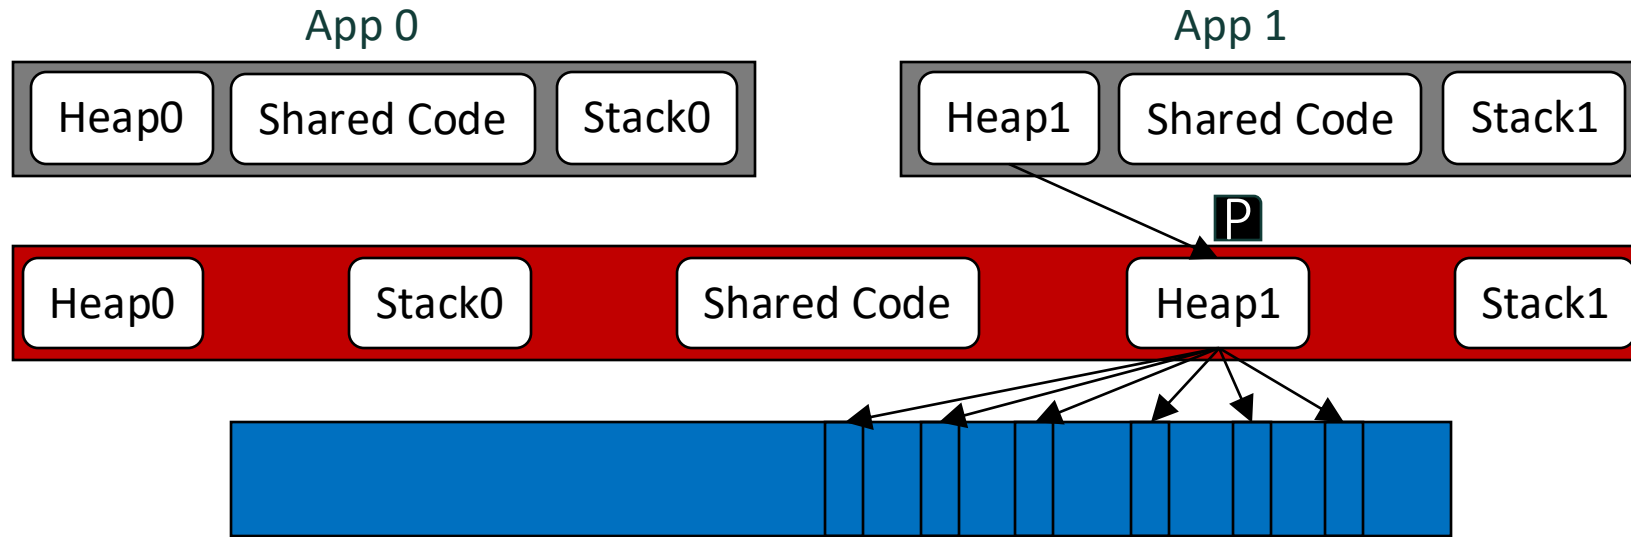 App 0
App 1
Heap0 Shared Code Stack0
Heap1 Shared Code Stack1
P
Heap0 Stack0 Shared Code Heap1 Stack1